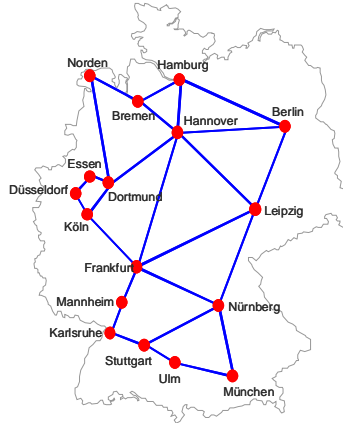 Norden
Hamburg
Bremen
Berlin
Hannover
Essen
Düsseldorf
Dortmund
Köln
Leipzig
Frankfurt
Mannheim
Nürnberg
Karlsruhe
Stuttgart
Ulm
München